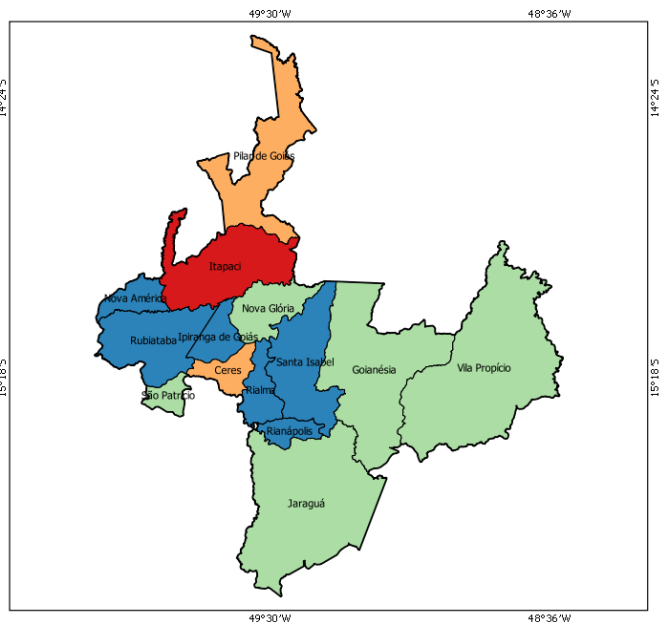 49°30'W
48°36'W
14°24'S
14°24'S
Pilar de Goiás
Itapaci
Nova América
Nova Glória
Rubiataba
Ipiranga de Goiás
Santa Isabel
Vila Propício
Ceres
Goianésia
Rialma
São Patrício
15°18'S
15°18'S
Rianápolis
Jaraguá
49°30'W
48°36'W